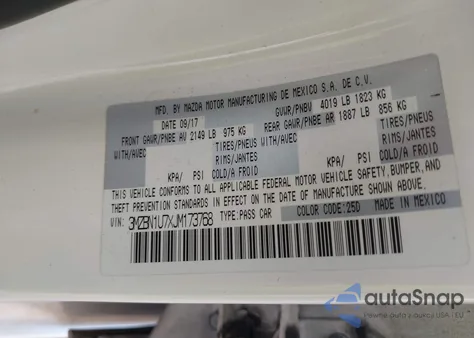 MFD. BY MAZDA MOTOR MANUFACTURING DE MEXICO S.A. DE C.V.
DATE 09/17 GVWR/PNBV 4019 LB 1823 KG
FRONT GAWR/PNBE AV 2149 LB 975 KG REAR GAWR/PNBE AR 1887 LB 856 KG
WITH/AVEC TIRES/PNEUS WITH/AVEC TIRES/PNEUS
RIMS/JANTES RIMS/JANTES
KPA/ PSI COLD/A FROID KPA/ PSI COLD/A FROID
THIS VEHICLE CONFORMS TO ALL APPLICABLE FEDERAL MOTOR VEHICLE SAFETY, BUMPER, AND
THEFT PREVENTION STANDARDS IN EFFECT ON THE DATE OF MANUFACTURE SHOWN ABOVE.
VIN: 3MZBN1U7XJM173768 TYPE: PASS CAR COLOR CODE: 25D MADE IN MEXICO
autoSnap
USA / EU